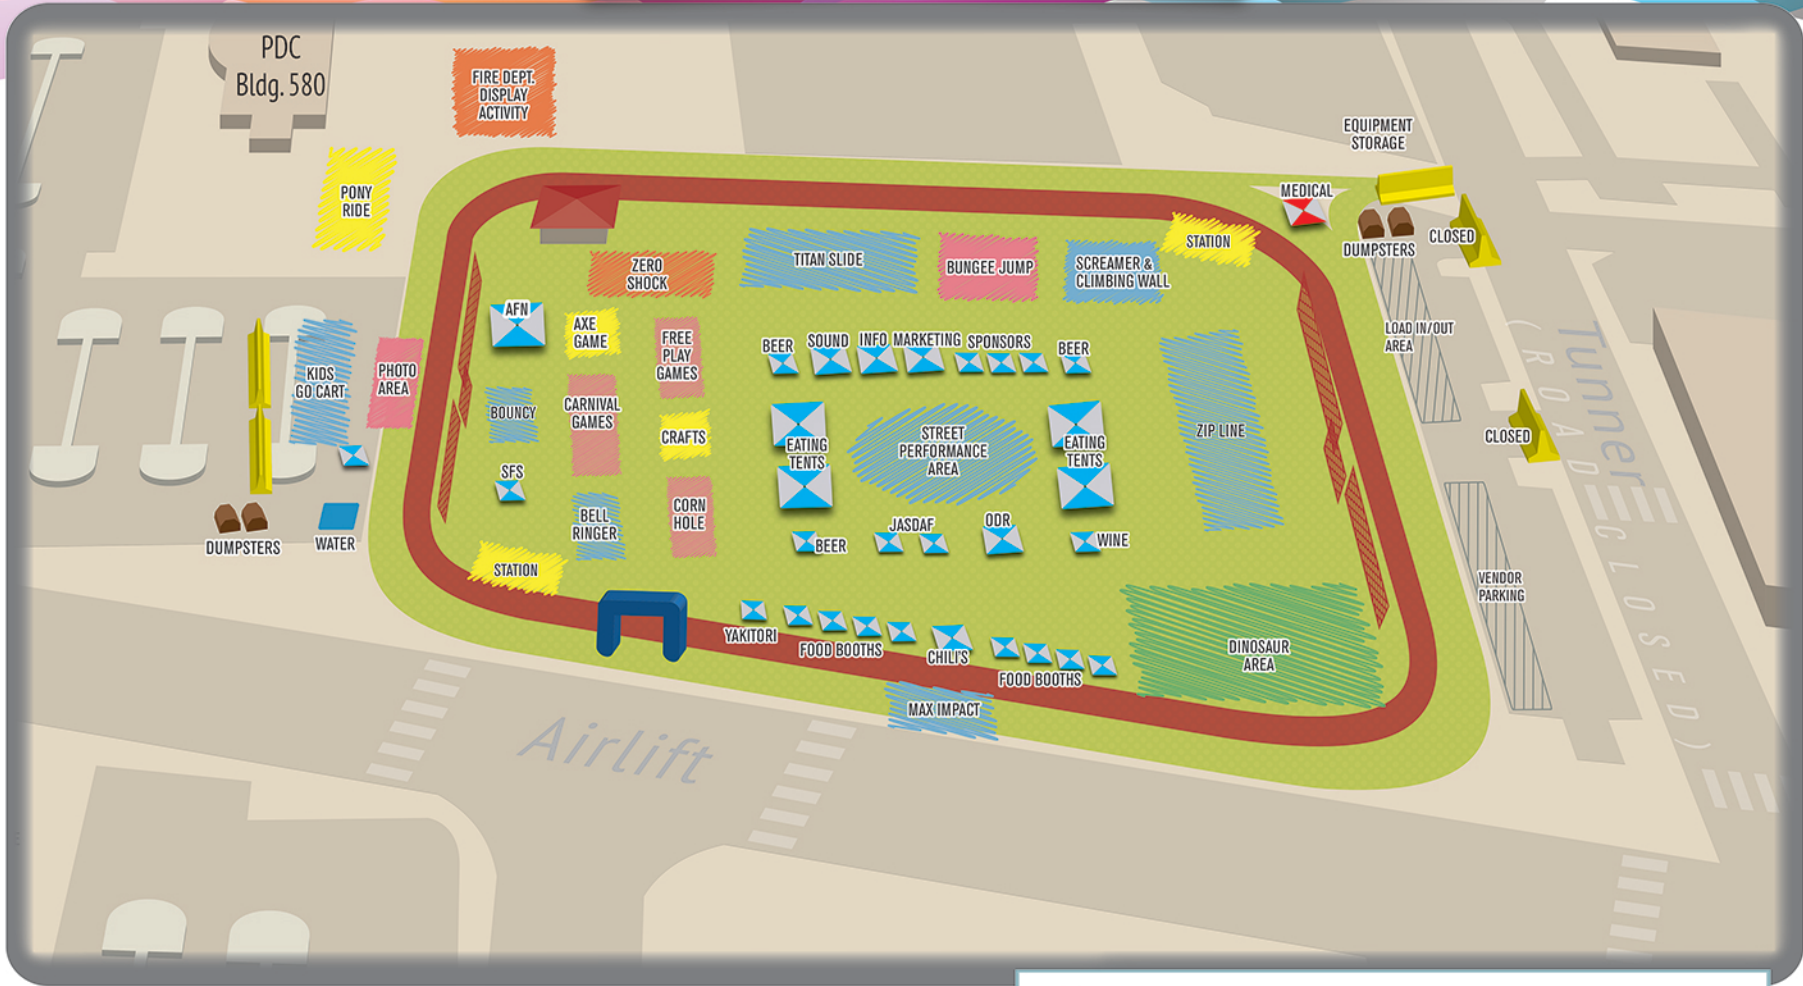 PDC
Bldg. 580
FIRE DEPT.
DISPLAY
ACTIVITY
PONY
RIDE
EQUIPMENT
STORAGE
MEDICAL
DUMPSTERS
CLOSED
STATION
ZERO
SHOCK
TITAN SLIDE
BUNGEE JUMP
SCREAMER &
CLIMBING WALL
AFN
AXE
GAME
FREE
PLAY
GAMES
BEER
SOUND
INFO
MARKETING
SPONSORS
BEER
LOAD IN/OUT
AREA
Tunner
(ROAD CLOSED)
KIDS
GO CART
PHOTO
AREA
BOUNCY
CARNIVAL
GAMES
CRAFTS
EATING
TENTS
STREET
PERFORMANCE
AREA
EATING
TENTS
ZIP LINE
CLOSED
SFS
BELL
RINGER
CORN
HOLE
BEER
JASDAF
ODR
WINE
DUMPSTERS
WATER
STATION
VENDOR
PARKING
YAKITORI
FOOD BOOTHS
CHILI'S
FOOD BOOTHS
DINOSAUR
AREA
MAX IMPACT
Airlift